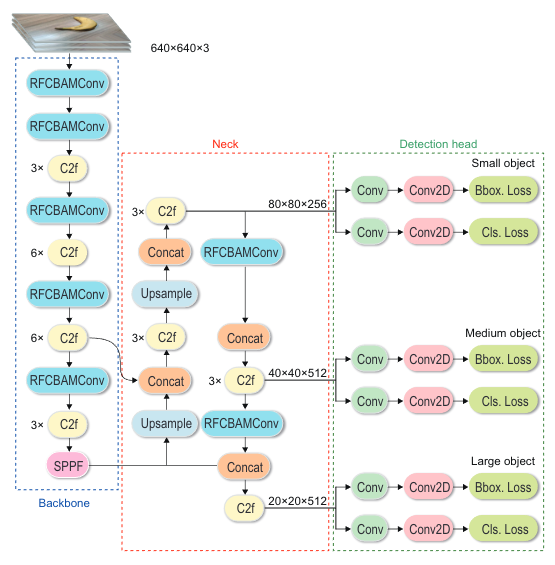 640×640×3
RFCBAMConv
RFCBAMConv
3× C2f
RFCBAMConv
6× C2f
RFCBAMConv
6× C2f
RFCBAMConv
3× C2f
SPPF
Backbone
Neck
3× C2f
Concat
Upsample
3× C2f
Concat
Upsample
80×80×256
RFCBAMConv
Concat
3× C2f
40×40×512
RFCBAMConv
Concat
C2f
20×20×512
Detection head
Small object
Conv Conv2D Bbox. Loss
Conv Conv2D Cls. Loss
Medium object
Conv Conv2D Bbox. Loss
Conv Conv2D Cls. Loss
Large object
Conv Conv2D Bbox. Loss
Conv Conv2D Cls. Loss